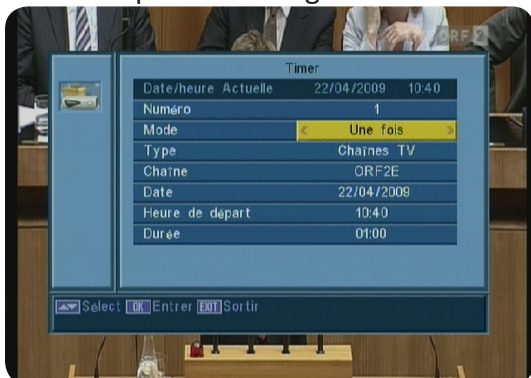 ORF 2
Timer
Date/heure Actuelle 22/04/2009 10:40
Numéro 1
Mode Une fois
Type Chaînes TV
Chaîne ORF2E
Date 22/04/2009
Heure de départ 10:40
Durée 01:00
Sélect OK Entrer EXIT Sortir